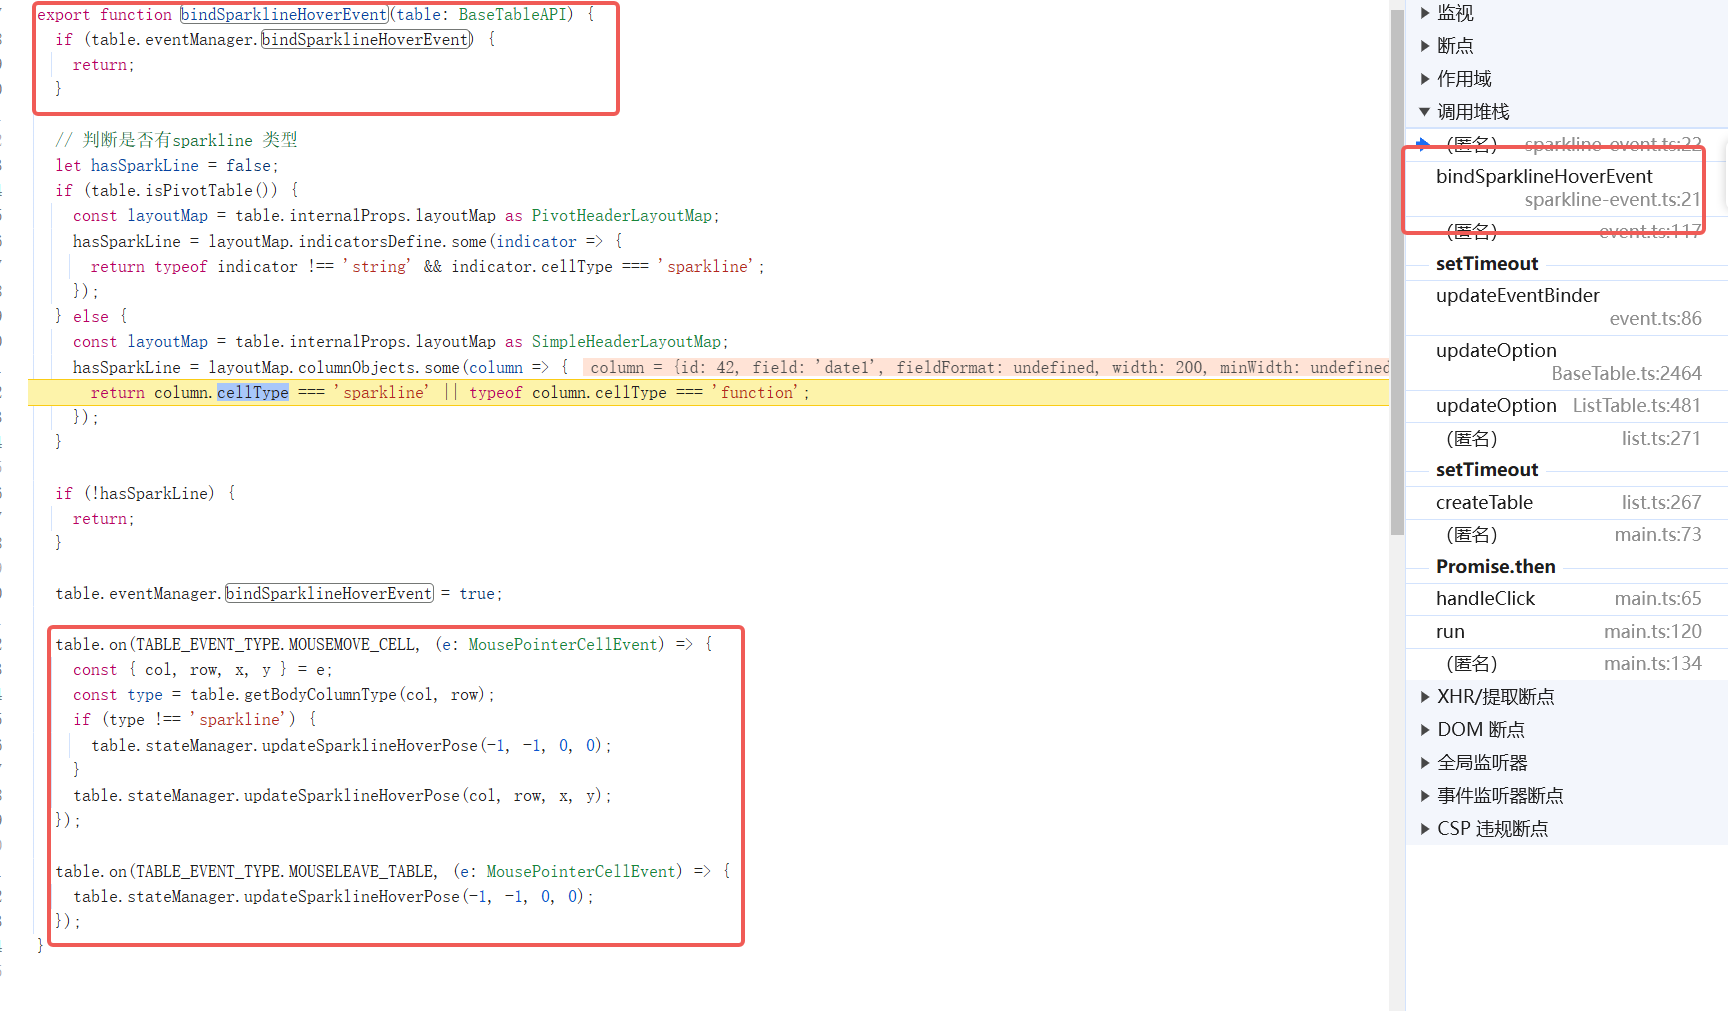 export function bindSparklineHoverEvent(table: BaseTableAPI) {
if (table.eventManager.bindSparklineHoverEvent) {
return;
}
// 判断是否有sparkline 类型
let hasSparkLine = false;
if (table.isPivotTable()) {
const layoutMap = table.internalProps.layoutMap as PivotHeaderLayoutMap;
hasSparkLine = layoutMap.indicatorsDefine.some(indicator => {
return typeof indicator !== 'string' && indicator.cellType === 'sparkline';
});
} else {
const layoutMap = table.internalProps.layoutMap as SimpleHeaderLayoutMap;
hasSparkLine = layoutMap.columnObjects.some(column => { column = {id: 42, field: 'date1', fieldFormat: undefined, width: 200, minWidth: undefined
return column.cellType === 'sparkline' || typeof column.cellType === 'function';
});
}
if (!hasSparkLine) {
return;
}
table.eventManager.bindSparklineHoverEvent = true;
table.on(TABLE_EVENT_TYPE.MOUSEMOVE_CELL, (e: MousePointerCellEvent) => {
const { col, row, x, y } = e;
const type = table.getBodyColumnType(col, row);
if (type !== 'sparkline') {
table.stateManager.updateSparklineHoverPose(-1, -1, 0, 0);
}
table.stateManager.updateSparklineHoverPose(col, row, x, y);
});
table.on(TABLE_EVENT_TYPE.MOUSELEAVE_TABLE, (e: MousePointerCellEvent) => {
table.stateManager.updateSparklineHoverPose(-1, -1, 0, 0);
});
}
监视
断点
作用域
调用堆栈
(匿名) sparkline-event.ts:22
bindSparklineHoverEvent
sparkline-event.ts:21
(匿名) event.ts:117
setTimeout
updateEventBinder
event.ts:86
updateOption
BaseTable.ts:2464
updateOption ListTable.ts:481
(匿名) list.ts:271
setTimeout
createTable list.ts:267
(匿名) main.ts:73
Promise.then
handleClick main.ts:65
run main.ts:120
(匿名) main.ts:134
XHR/提取断点
DOM 断点
全局监听器
事件监听器断点
CSP 违规断点